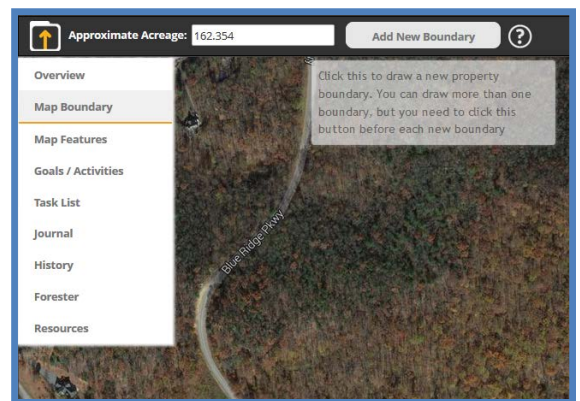 Approximate Acreage: 162.354 Add New Boundary ?
Overview
Map Boundary
Map Features
Goals / Activities
Task List
Journal
History
Forester
Resources
Click this to draw a new property
boundary. You can draw more than one
boundary, but you need to click this
button before each new boundary
Blue Ridge Pkwy